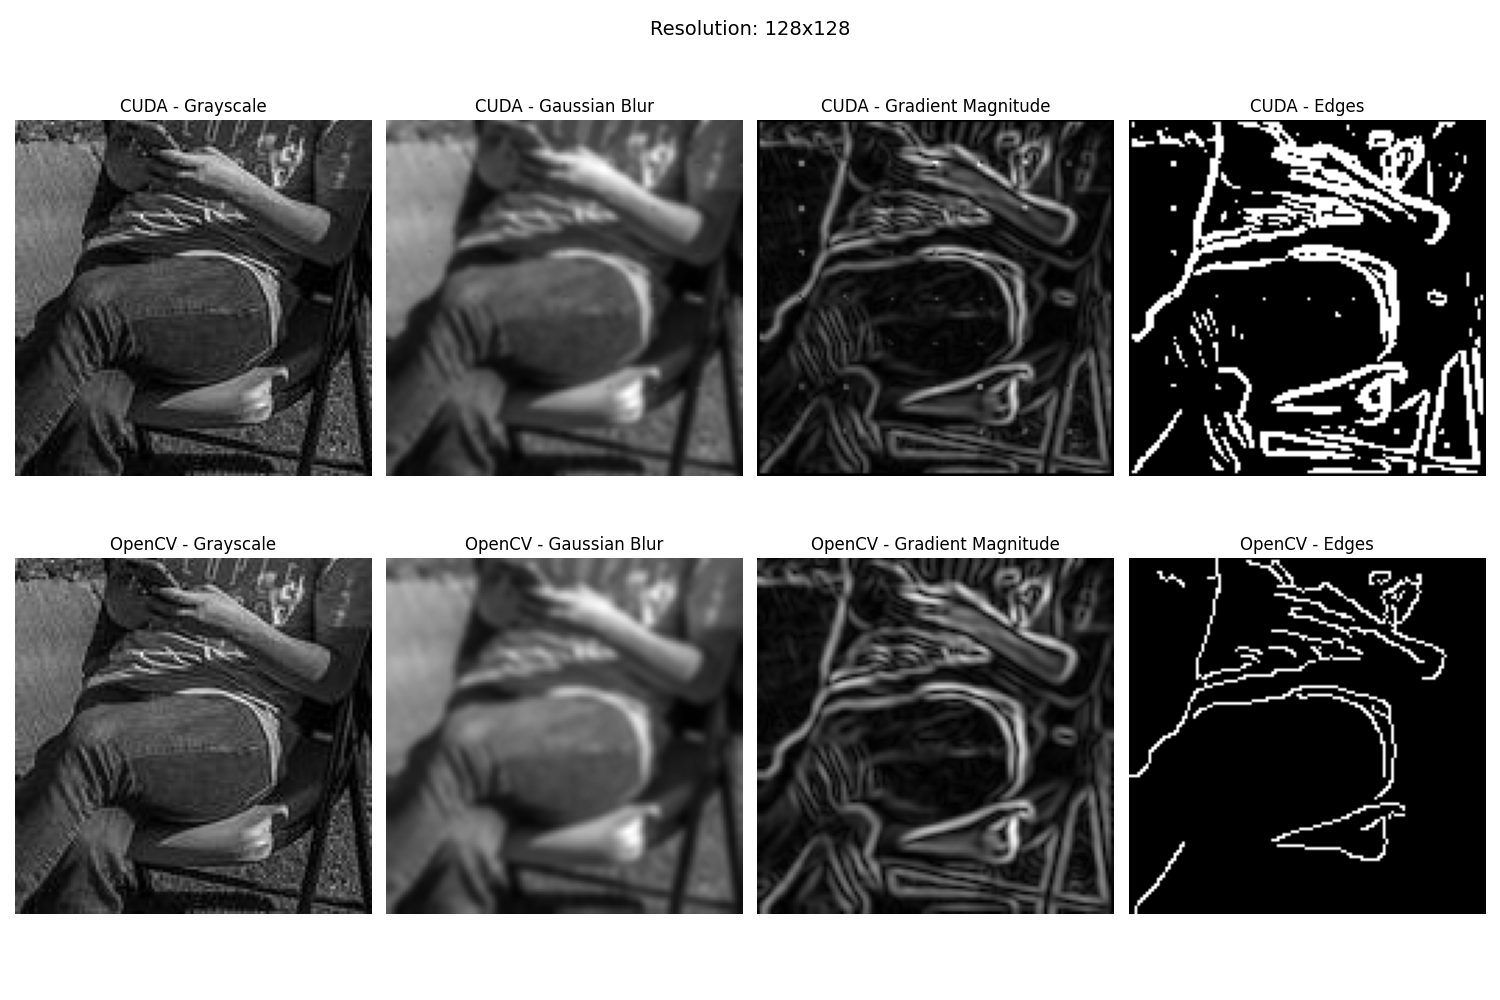 Resolution: 128x128
CUDA - Grayscale
CUDA - Gaussian Blur
CUDA - Gradient Magnitude
CUDA - Edges
OpenCV - Grayscale
OpenCV - Gaussian Blur
OpenCV - Gradient Magnitude
OpenCV - Edges